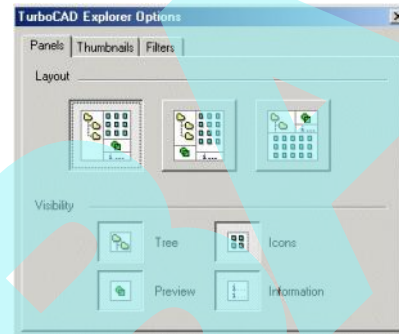 TurboCAD Explorer Options
Panels Thumbnails Filters
Layout
Visibility
Tree Icons
Preview Information